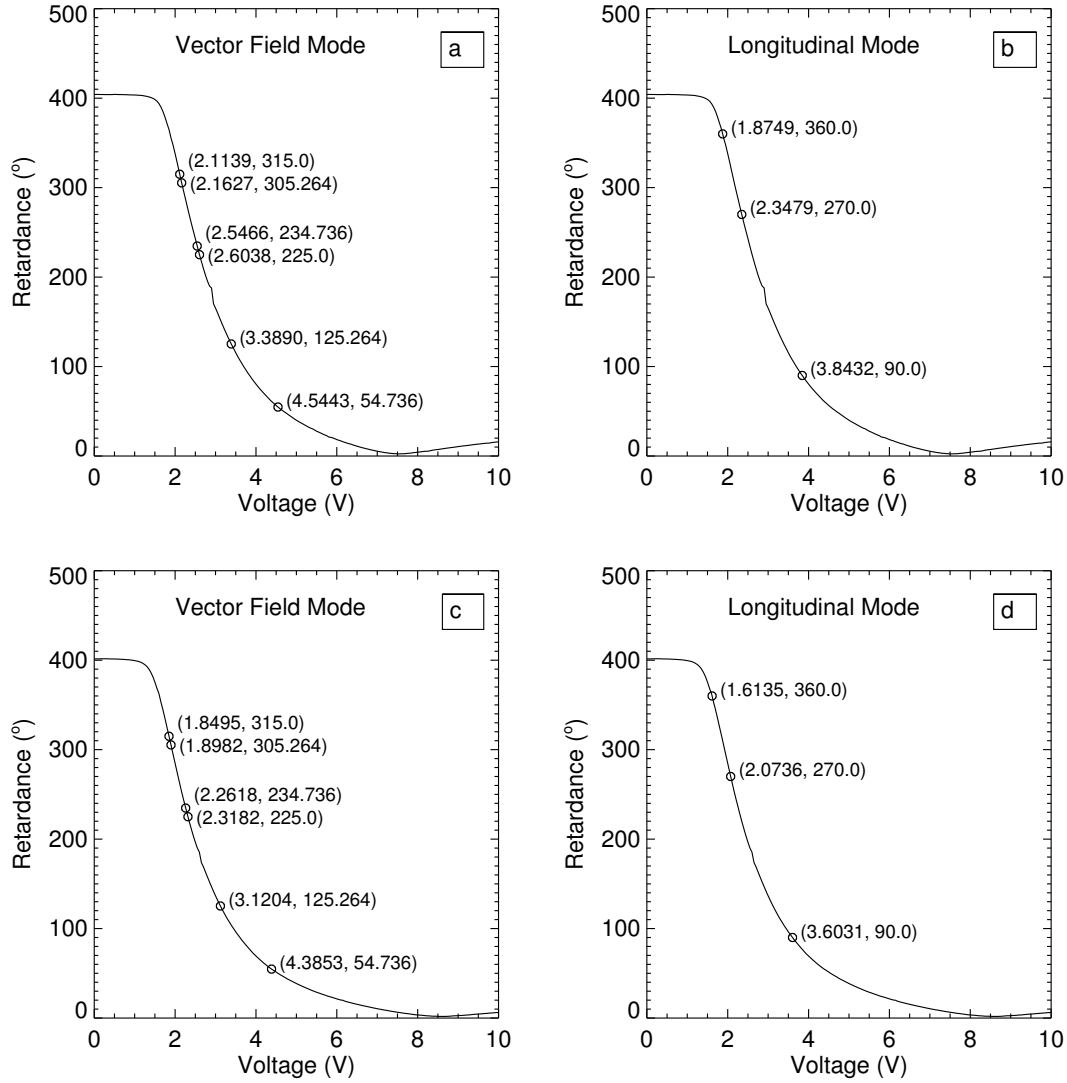 Vector Field Mode
a
500
400
300
200
100
0
Retardance (°)
(2.1139, 315.0)
(2.1627, 305.264)
(2.5466, 234.736)
(2.6038, 225.0)
(3.3890, 125.264)
(4.5443, 54.736)
0 2 4 6 8 10
Voltage (V)
Longitudinal Mode
b
500
400
300
200
100
0
Retardance (°)
(1.8749, 360.0)
(2.3479, 270.0)
(3.8432, 90.0)
0 2 4 6 8 10
Voltage (V)
Vector Field Mode
c
500
400
300
200
100
0
Retardance (°)
(1.8495, 315.0)
(1.8982, 305.264)
(2.2618, 234.736)
(2.3182, 225.0)
(3.1204, 125.264)
(4.3853, 54.736)
0 2 4 6 8 10
Voltage (V)
Longitudinal Mode
d
500
400
300
200
100
0
Retardance (°)
(1.6135, 360.0)
(2.0736, 270.0)
(3.6031, 90.0)
0 2 4 6 8 10
Voltage (V)